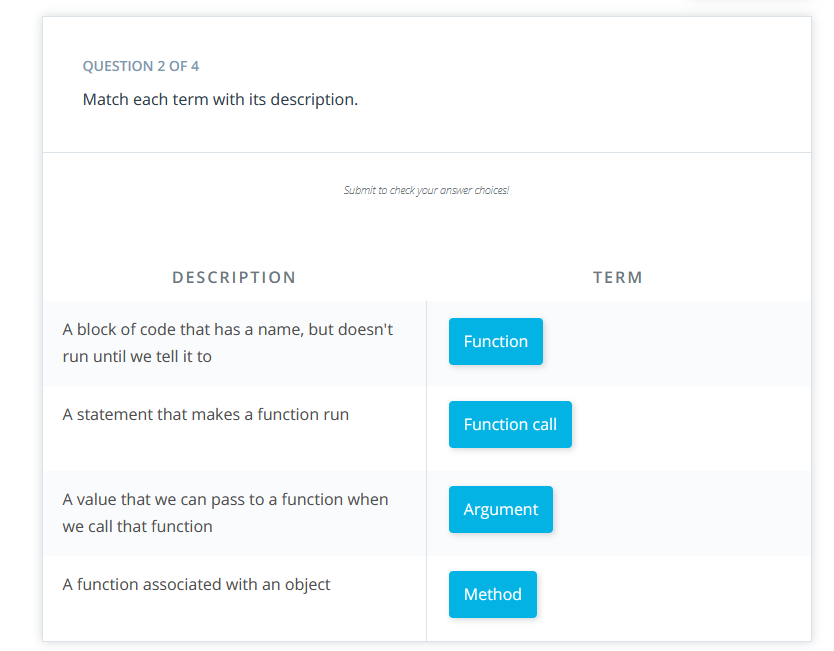 QUESTION 2 OF 4
Match each term with its description.
Submit to check your answer choices!
DESCRIPTION
TERM
A block of code that has a name, but doesn't
run until we tell it to
Function
A statement that makes a function run
Function call
A value that we can pass to a function when
we call that function
Argument
A function associated with an object
Method